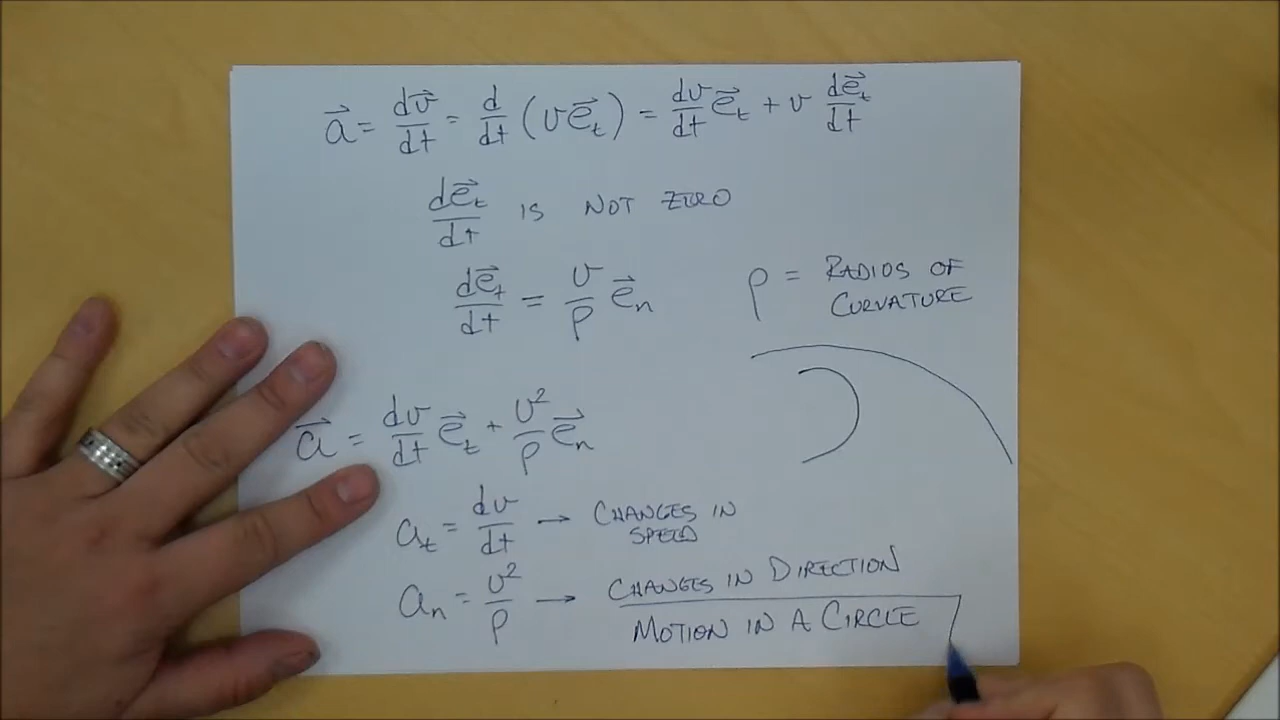 a⃗ = dv⃗/dt = d/dt (v e⃗t) = dv/dt e⃗t + v de⃗t/dt
de⃗t/dt IS NOT ZERO
de⃗t/dt = v/ρ e⃗n
ρ = RADIOS OF
CURVATURE
a⃗ = dv/dt e⃗t + v²/ρ e⃗n
at = dv/dt → CHANGES IN
SPEED
an = v²/ρ → CHANGES IN DIRECTION
MOTION IN A CIRCLE